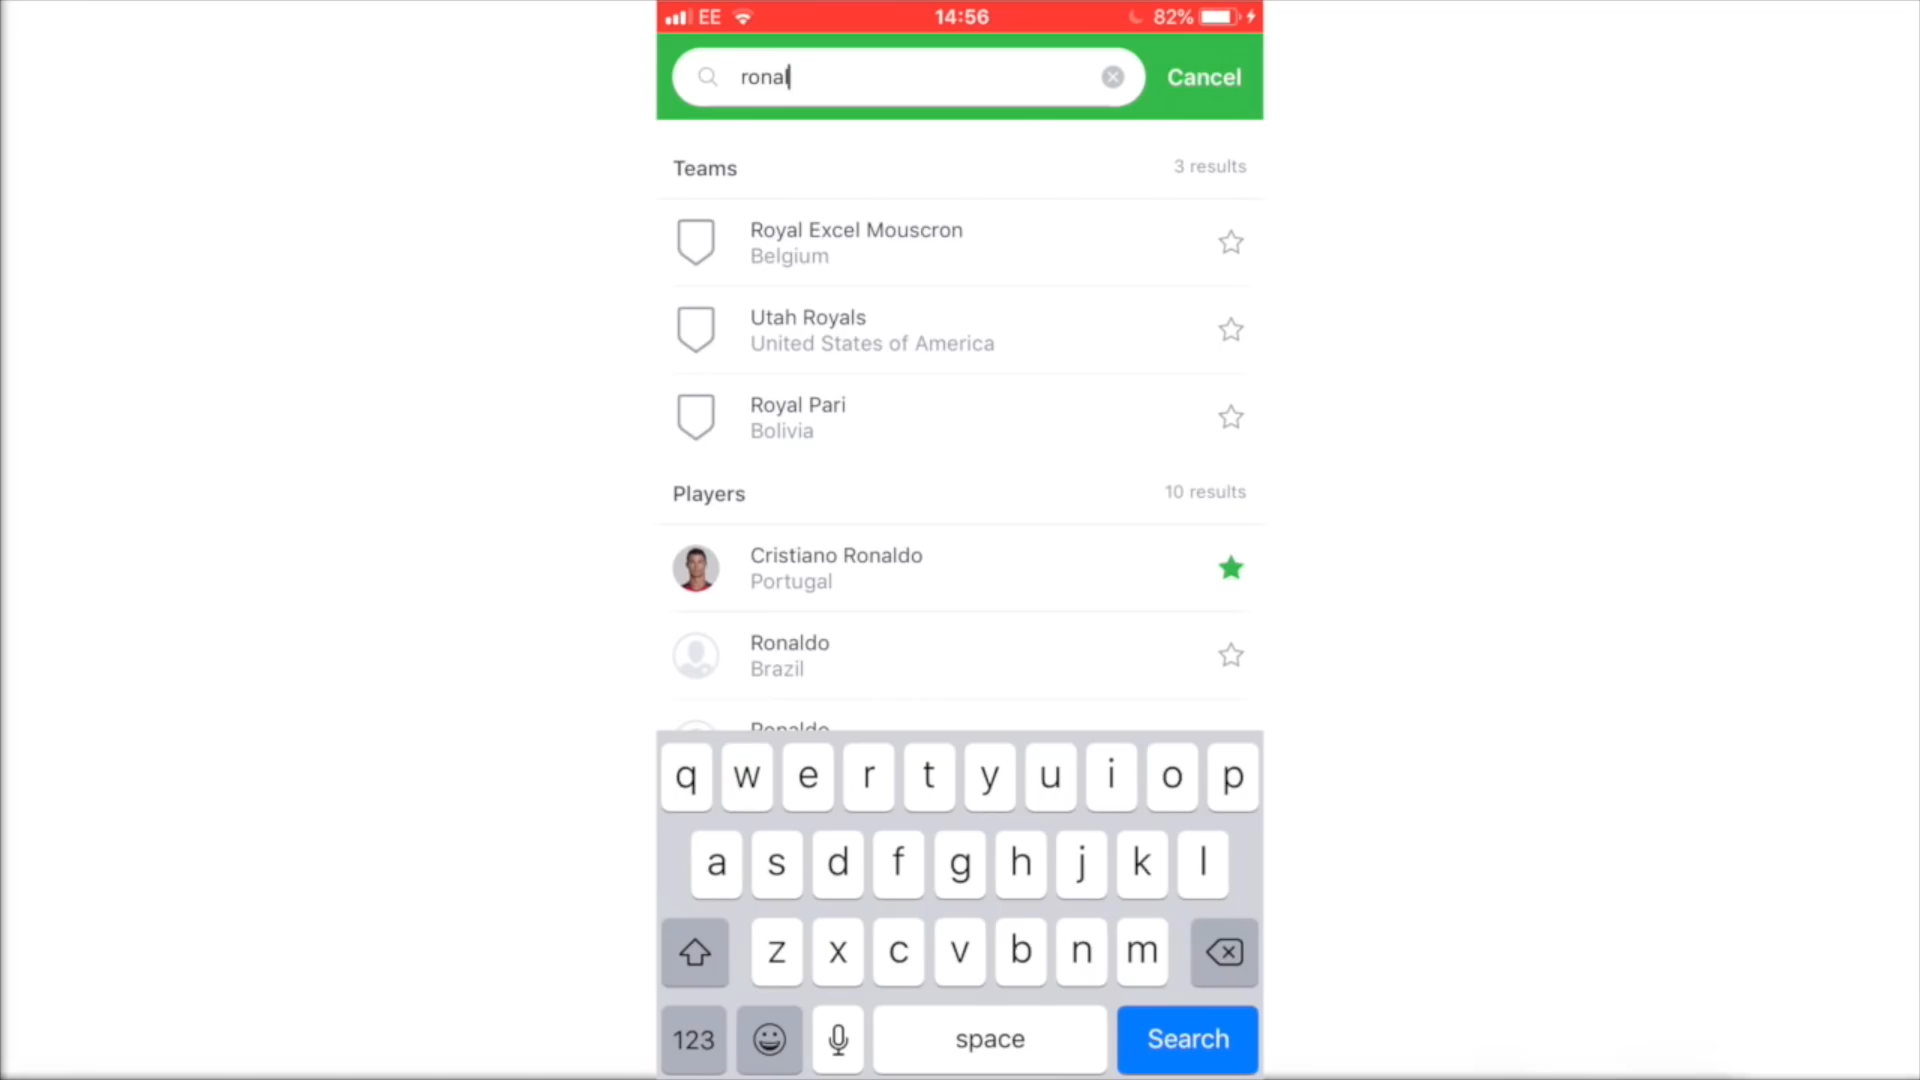 EE 14:56 82%
ronal Cancel
Teams 3 results
Royal Excel Mouscron
Belgium
Utah Royals
United States of America
Royal Pari
Bolivia
Players 10 results
Cristiano Ronaldo
Portugal
Ronaldo
Brazil
Ronaldo
q w e r t y u i o p
a s d f g h j k l
z x c v b n m
123 space Search